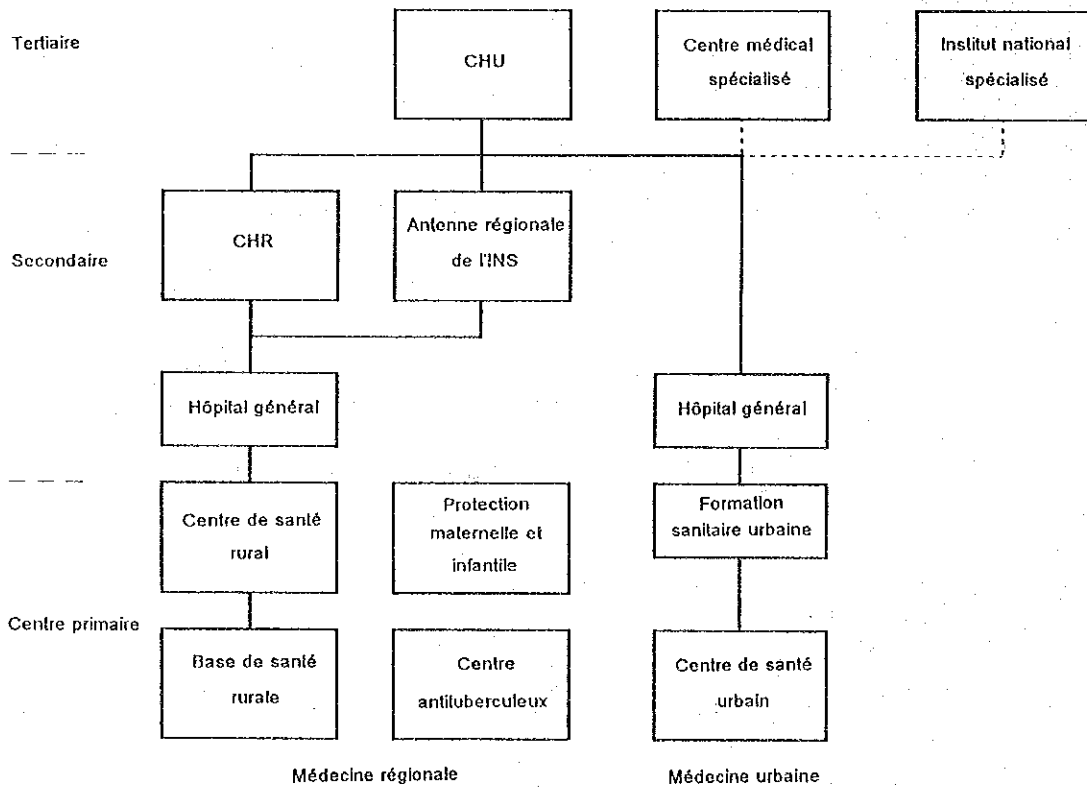 Tertiaire
CHU
Centre médical
spécialisé
Institut national
spécialisé
Secondaire
CHR
Antenne régionale
de l'INS
Hôpital général
Hôpital général
Centre primaire
Centre de santé
rural
Protection
maternelle et
infantile
Formation
sanitaire urbaine
Base de santé
rurale
Centre
antituberculeux
Centre de santé
urbain
Médecine régionale
Médecine urbaine